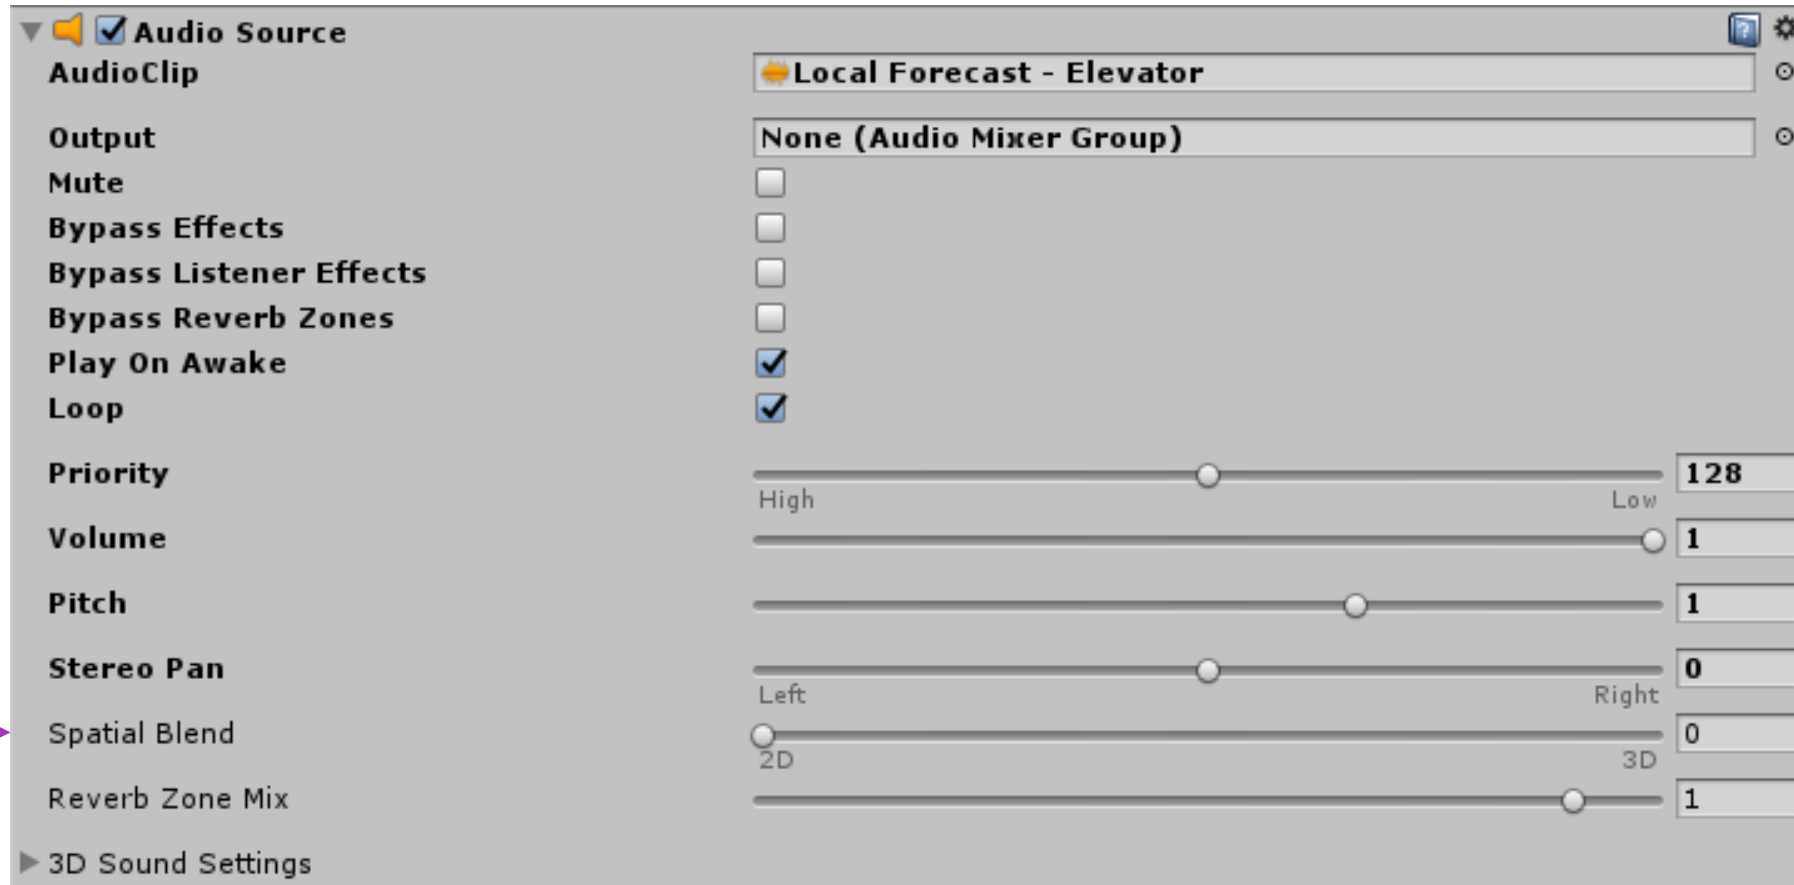 Audio Source
AudioClip Local Forecast - Elevator
Output None (Audio Mixer Group)
Mute
Bypass Effects
Bypass Listener Effects
Bypass Reverb Zones
Play On Awake
Loop
Priority 128
High Low
Volume 1
Pitch 1
Stereo Pan 0
Left Right
Spatial Blend 0
2D 3D
Reverb Zone Mix 1
3D Sound Settings